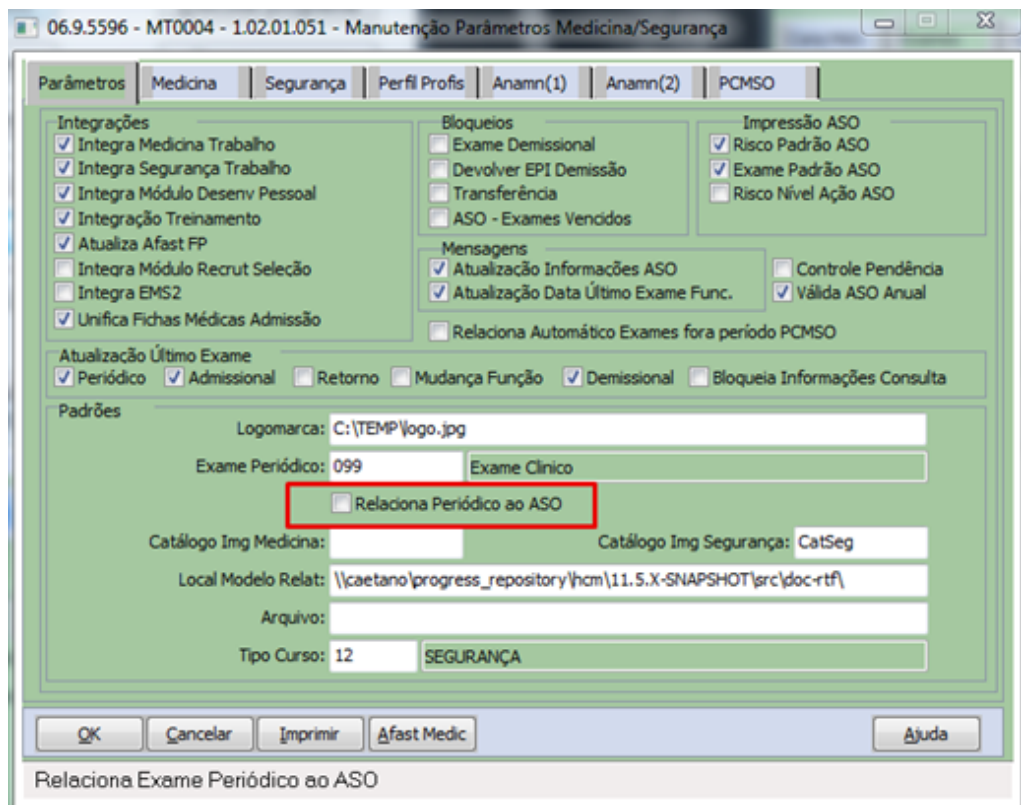 06.9.5596 - MT0004 - 1.02.01.051 - Manutenção Parâmetros Medicina/Segurança
Parâmetros Medicina Segurança Perfil Profis Anamn(1) Anamn(2) PCMSO
Integrações
Integra Medicina Trabalho
Integra Segurança Trabalho
Integra Módulo Desenv Pessoal
Integração Treinamento
Atualiza Afast FP
Integra Módulo Recrut Seleção
Integra EMS2
Unifica Fichas Médicas Admissão
Bloqueios
Exame Demissional
Devolver EPI Demissão
Transferência
ASO - Exames Vencidos
Impressão ASO
Risco Padrão ASO
Exame Padrão ASO
Risco Nível Ação ASO
Mensagens
Atualização Informações ASO
Atualização Data Último Exame Func.
Controle Pendência
Válida ASO Anual
Relaciona Automático Exames fora período PCMSO
Atualização Último Exame
Periódico Admissional Retorno Mudança Função Demissional Bloqueia Informações Consulta
Padrões
Logomarca: C:\TEMP\logo.jpg
Exame Periódico: 099 Exame Clinico
Relaciona Periódico ao ASO
Catálogo Img Medicina: Catálogo Img Segurança: CatSeg
Local Modelo Relat: \\caetano\progress_repository\hcm\11.5.X-SNAPSHOT\src\doc-rtf\
Arquivo:
Tipo Curso: 12 SEGURANÇA
OK Cancelar Imprimir Afast Medic Ajuda
Relaciona Exame Periódico ao ASO